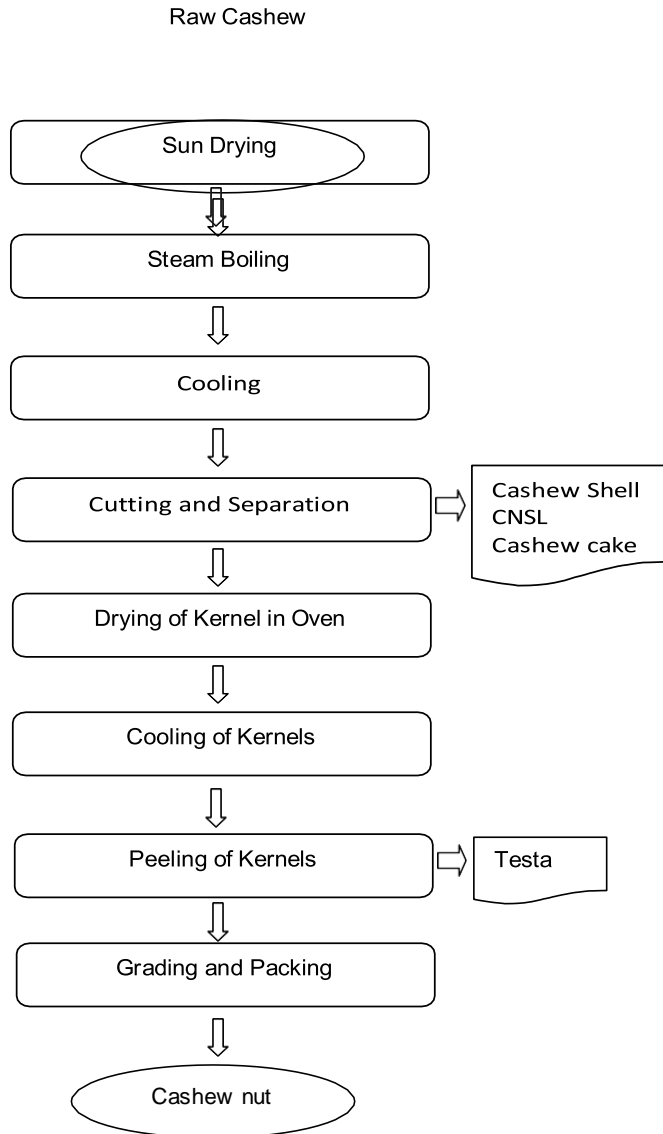 Raw Cashew
Sun Drying
Steam Boiling
Cooling
Cutting and Separation
Cashew Shell
CNSL
Cashew cake
Drying of Kernel in Oven
Cooling of Kernels
Peeling of Kernels
Testa
Grading and Packing
Cashew nut